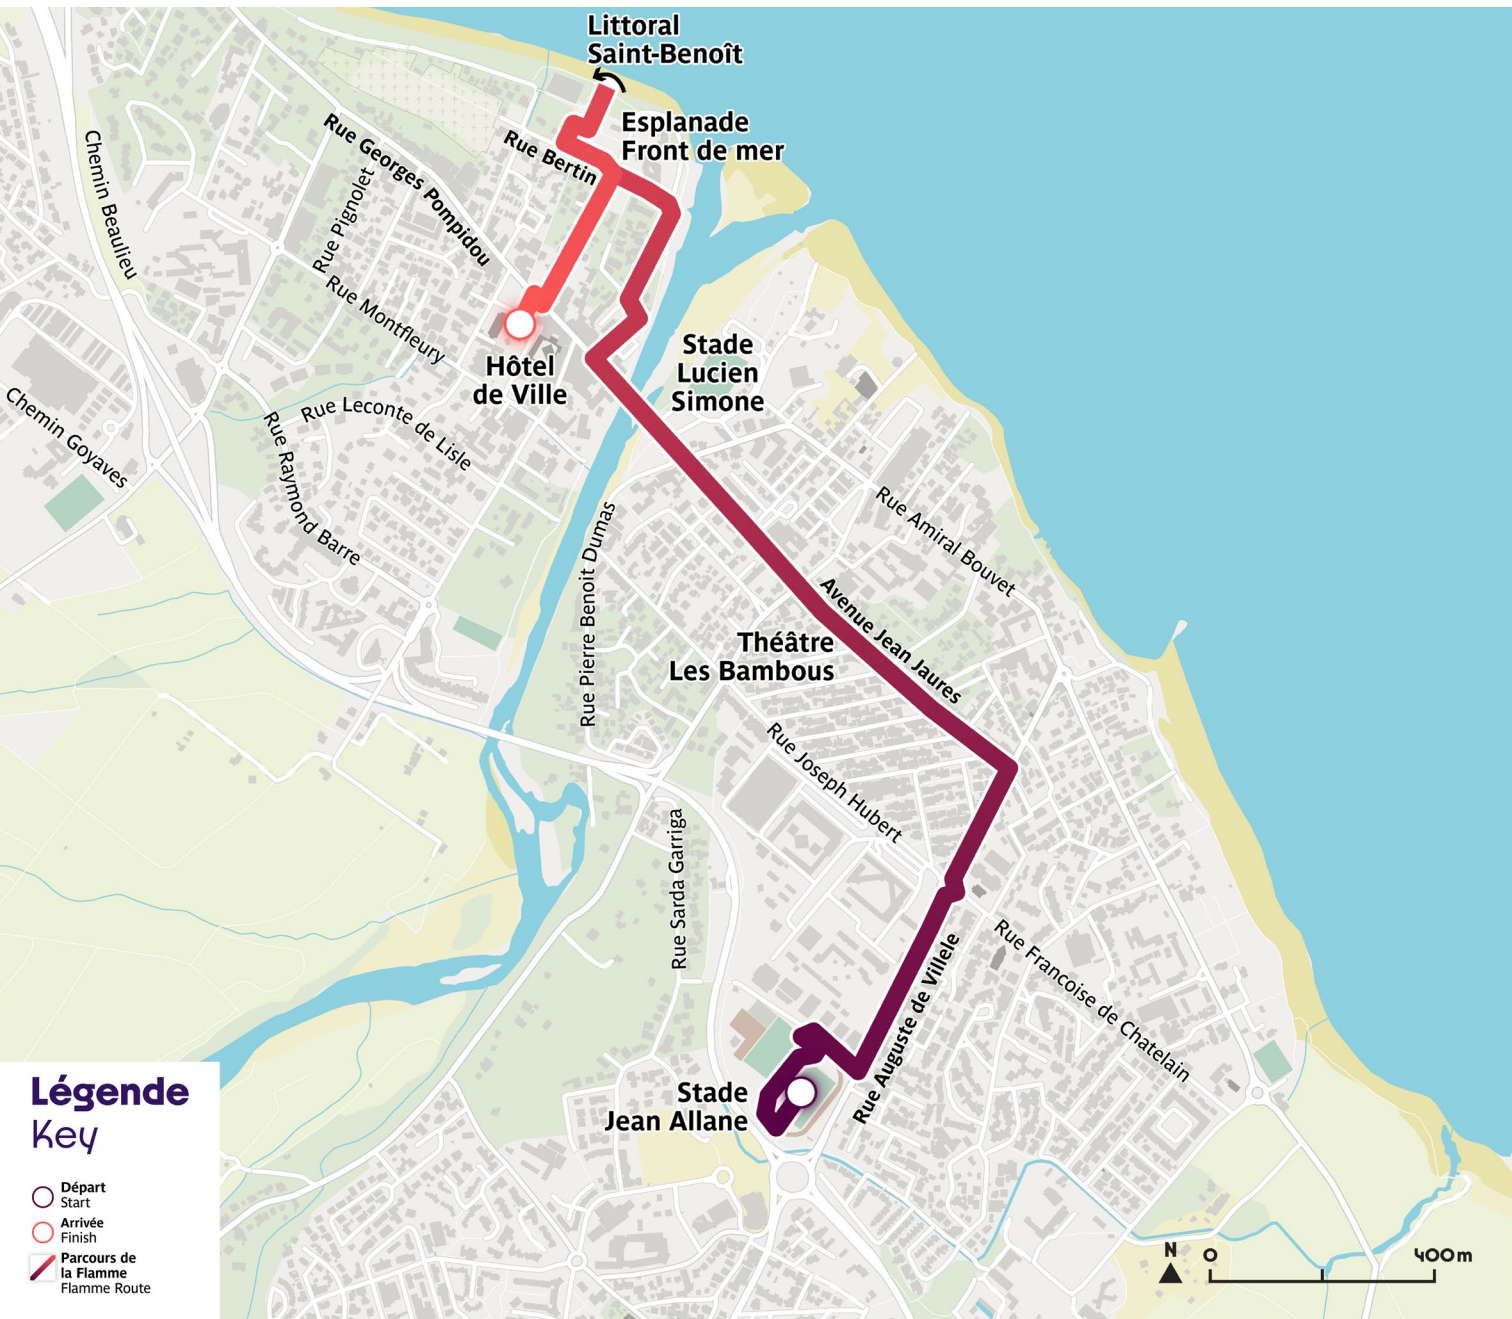 Littoral
Saint-Benoît
Esplanade
Front de mer
Rue Bertin
Rue Georges Pompidou
Chemin Beaulieu
Rue Pignolet
Rue Montfleury
Hôtel
de Ville
Stade
Lucien
Simone
Chemin Goyaves
Rue Leconte de Lisle
Rue Raymond Barre
Rue Amiral Bouvet
Rue Pierre Benoit Dumas
Avenue Jean Jaures
Théâtre
Les Bambous
Rue Joseph Hubert
Rue Sarda Garriga
Rue Auguste de Villele
Rue Francoise de Chatelain
Stade
Jean Allane
Légende
Key
Départ
Start
Arrivée
Finish
Parcours de
la Flamme
Flamme Route
N
0
400m